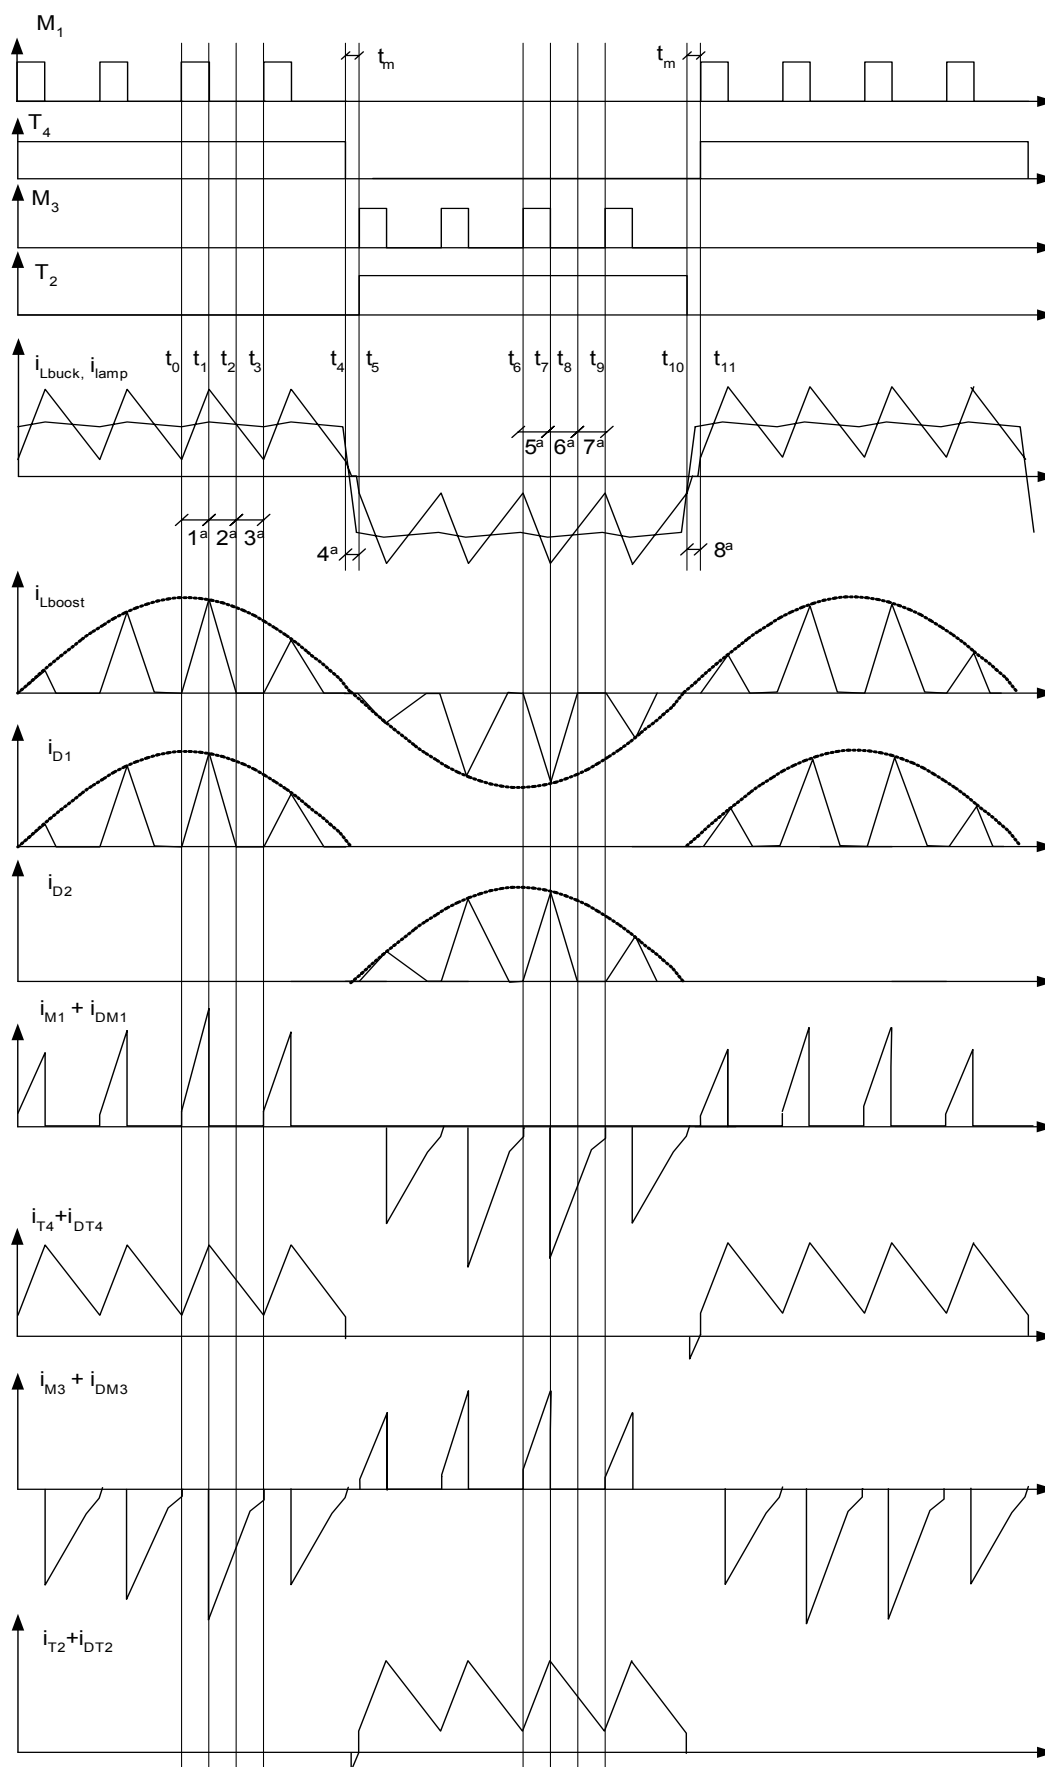 M1
tm tm
T4
M3
T2
iLbuck, ilamp t0 t1 t2 t3 t4 t5 t6 t7 t8 t9 t10 t11
5ª 6ª 7ª
1ª 2ª 3ª 4ª 8ª
iLboost
iD1
iD2
iM1 + iDM1
iT4+iDT4
iM3 + iDM3
iT2+iDT2